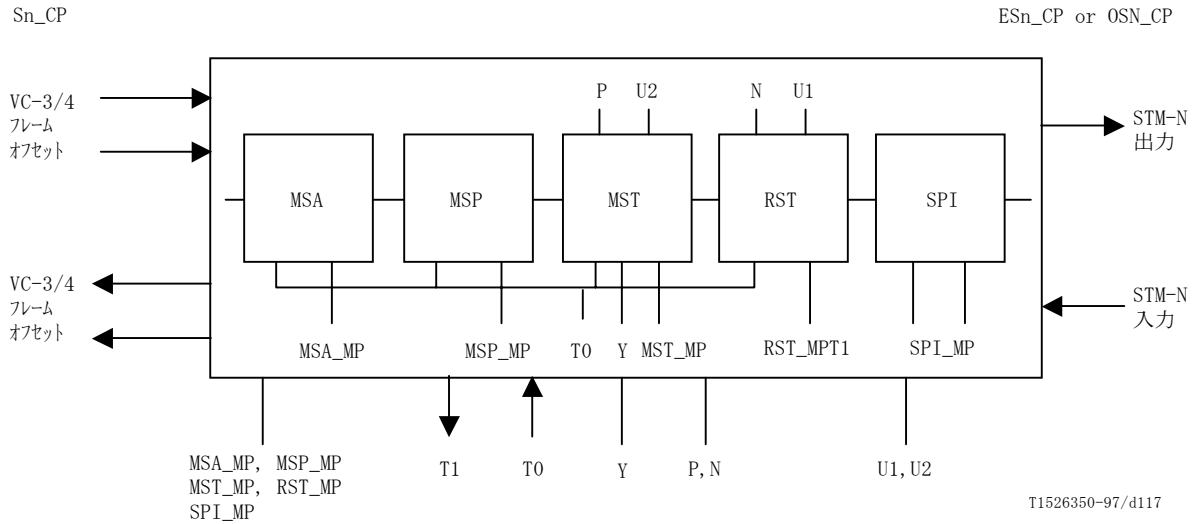 Sn_CP
ESn_CP or OSN_CP
VC-3/4
フレーム
オフセット
P U2 N U1
STM-N
出力
MSA MSP MST RST SPI
VC-3/4
フレーム
オフセット
STM-N
入力
MSA_MP MSP_MP T0 Y MST_MP RST_MPT1 SPI_MP
MSA_MP, MSP_MP
MST_MP, RST_MP
SPI_MP
T1 T0 Y P,N U1,U2
T1526350-97/d117